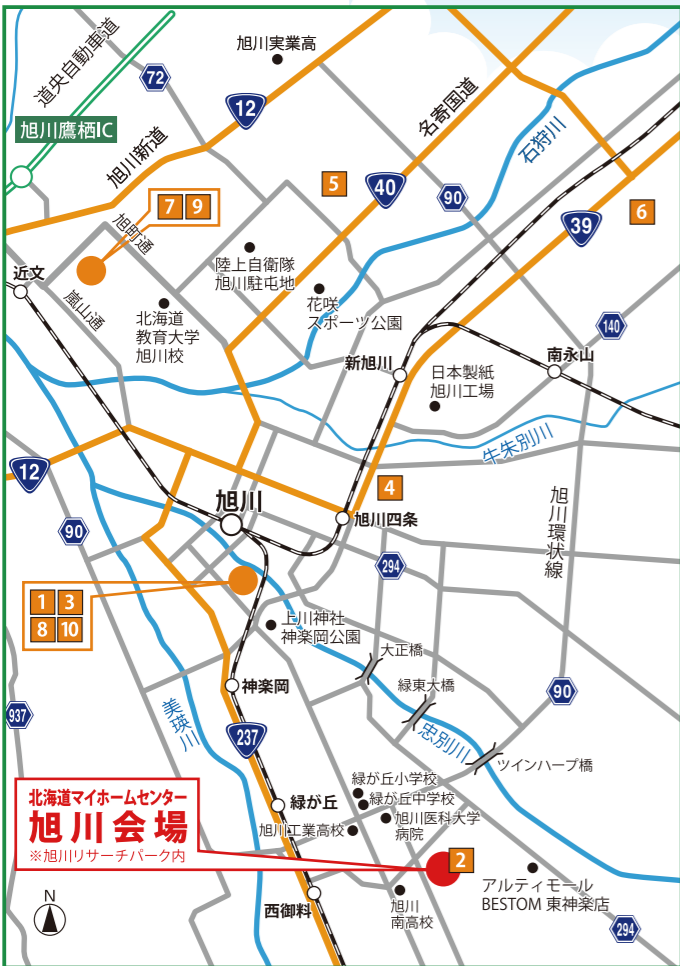 道央自動車道
旭川実業高
72
12
名寄国道
旭川鷹栖IC
旭川新道
石狩川
40
5
90
7 9
6
39
旭町通
陸上自衛隊
旭川駐屯地
近文
嵐山通
北海道
教育大学
旭川校
花咲
スポーツ公園
140
新旭川
日本製紙
旭川工場
南永山
牛朱別川
12
4
旭川
旭川四条
旭川環状線
90
294
1 3
8 10
上川神社
神楽岡公園
大正橋
緑東大橋
神楽岡
90
937
美瑛川
237
忠別川
ツインハープ橋
北海道マイホームセンター
旭川会場
※旭川リサーチパーク内
緑が丘
緑が丘小学校
緑が丘中学校
旭川工業高校
旭川医科大学
病院
2
アルティモール
BESTOM 東神楽店
西御料
旭川
南高校
294
N